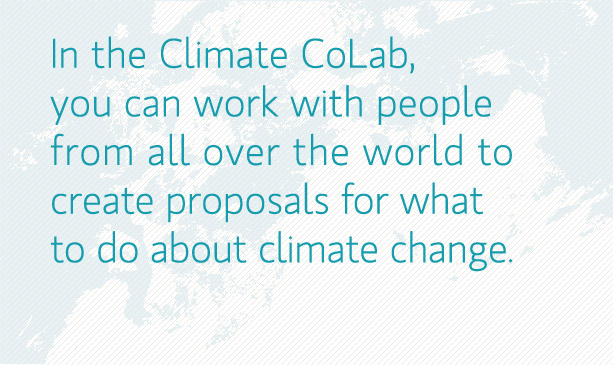 In the Climate CoLab,
you can work with people
from all over the world to
create proposals for what
to do about climate change.